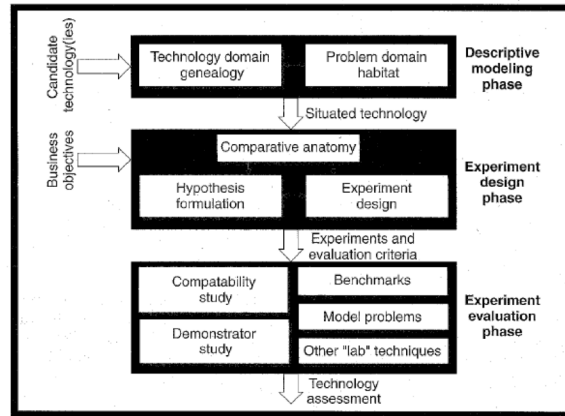 Candidate
technology(ies)
Technology domain
genealogy
Problem domain
habitat
Descriptive
modeling
phase
Situated technology
Business
objectives
Comparative anatomy
Hypothesis
formulation
Experiment
design
Experiment
design
phase
Experiments and
evaluation criteria
Compatability
study
Demonstrator
study
Benchmarks
Model problems
Other "lab" techniques
Experiment
evaluation
phase
Technology
assessment